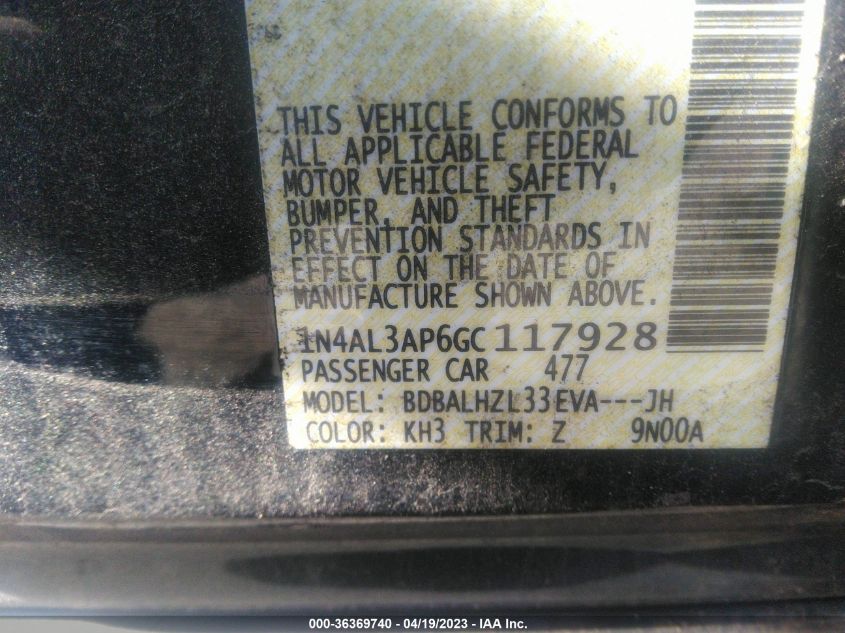 THIS VEHICLE CONFORMS TO
ALL APPLICABLE FEDERAL
MOTOR VEHICLE SAFETY,
BUMPER, AND THEFT
PREVENTION STANDARDS IN
EFFECT ON THE DATE OF
MANUFACTURE SHOWN ABOVE.
1N4AL3AP6GC117928
PASSENGER CAR 477
MODEL: BDBALHZL33EVA---JH
COLOR: KH3 TRIM: Z 9N00A
000-36369740 - 04/19/2023 - IAA Inc.